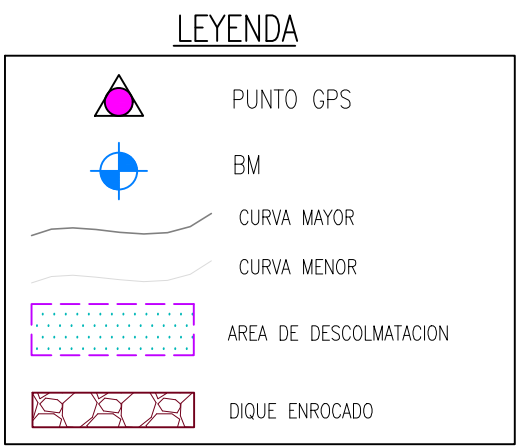 LEYENDA
PUNTO GPS
BM
CURVA MAYOR
CURVA MENOR
AREA DE DESCOLMATACION
DIQUE ENROCADO